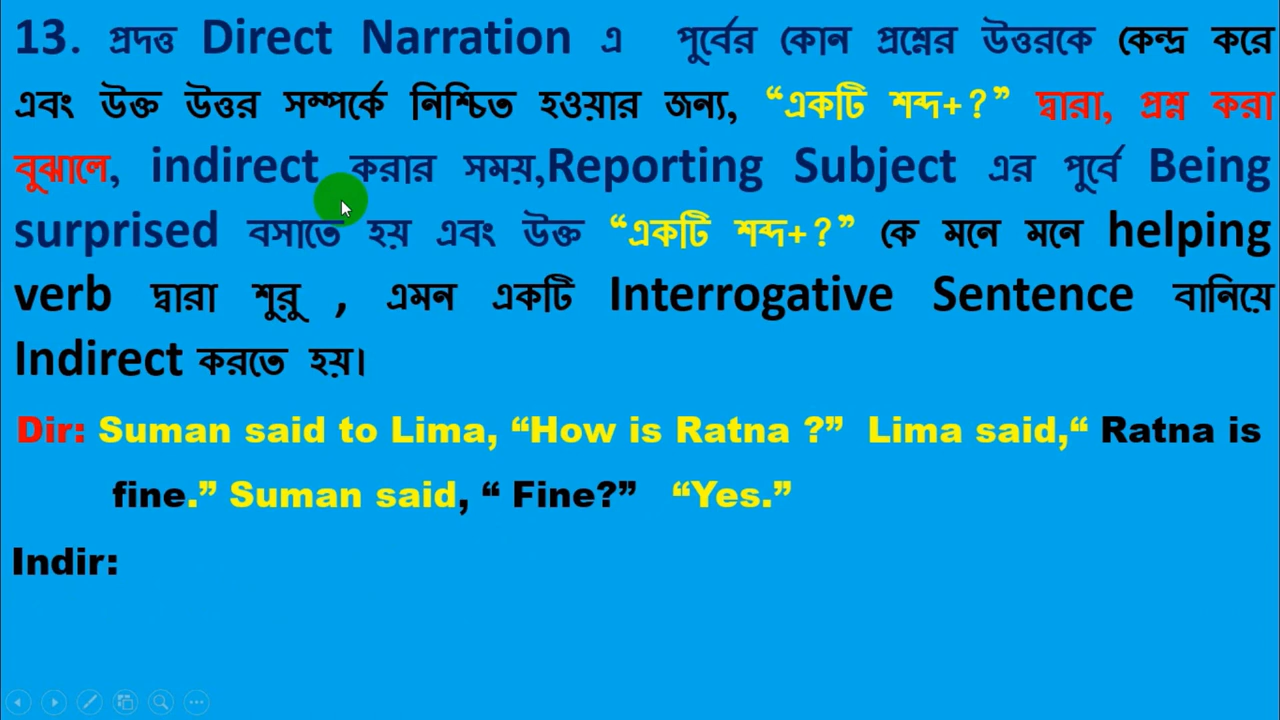 13. প্রদত্ত Direct Narration এ পুর্বের কোন প্রশ্নের উত্তরকে কেন্দ্র করে
এবং উক্ত উত্তর সম্পর্কে নিশ্চিত হওয়ার জন্য, “একটি শব্দ+?” দ্বারা, প্রশ্ন করা
বুঝালে, indirect করার সময়,Reporting Subject এর পুর্বে Being
surprised বসাতে হয় এবং উক্ত “একটি শব্দ+?” কে মনে মনে helping
verb দ্বারা শুরু , এমন একটি Interrogative Sentence বানিয়ে
Indirect করতে হয়।
Dir: Suman said to Lima, “How is Ratna ?” Lima said,“ Ratna is
fine.” Suman said, “ Fine?” “Yes.”
Indir: